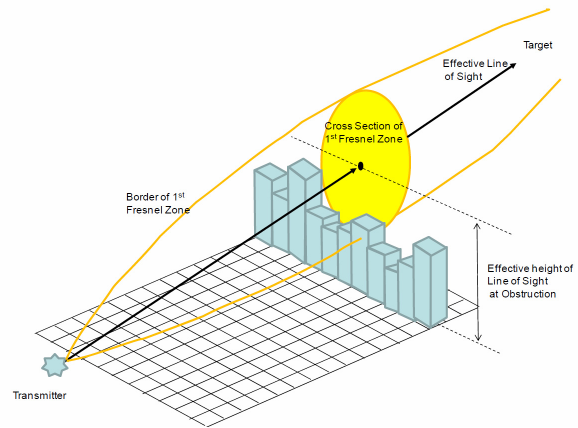 Target
Effective Line
of Sight
Cross Section of
1st Fresnel Zone
Border of 1st
Fresnel Zone
Effective height of
Line of Sight
at Obstruction
Transmitter